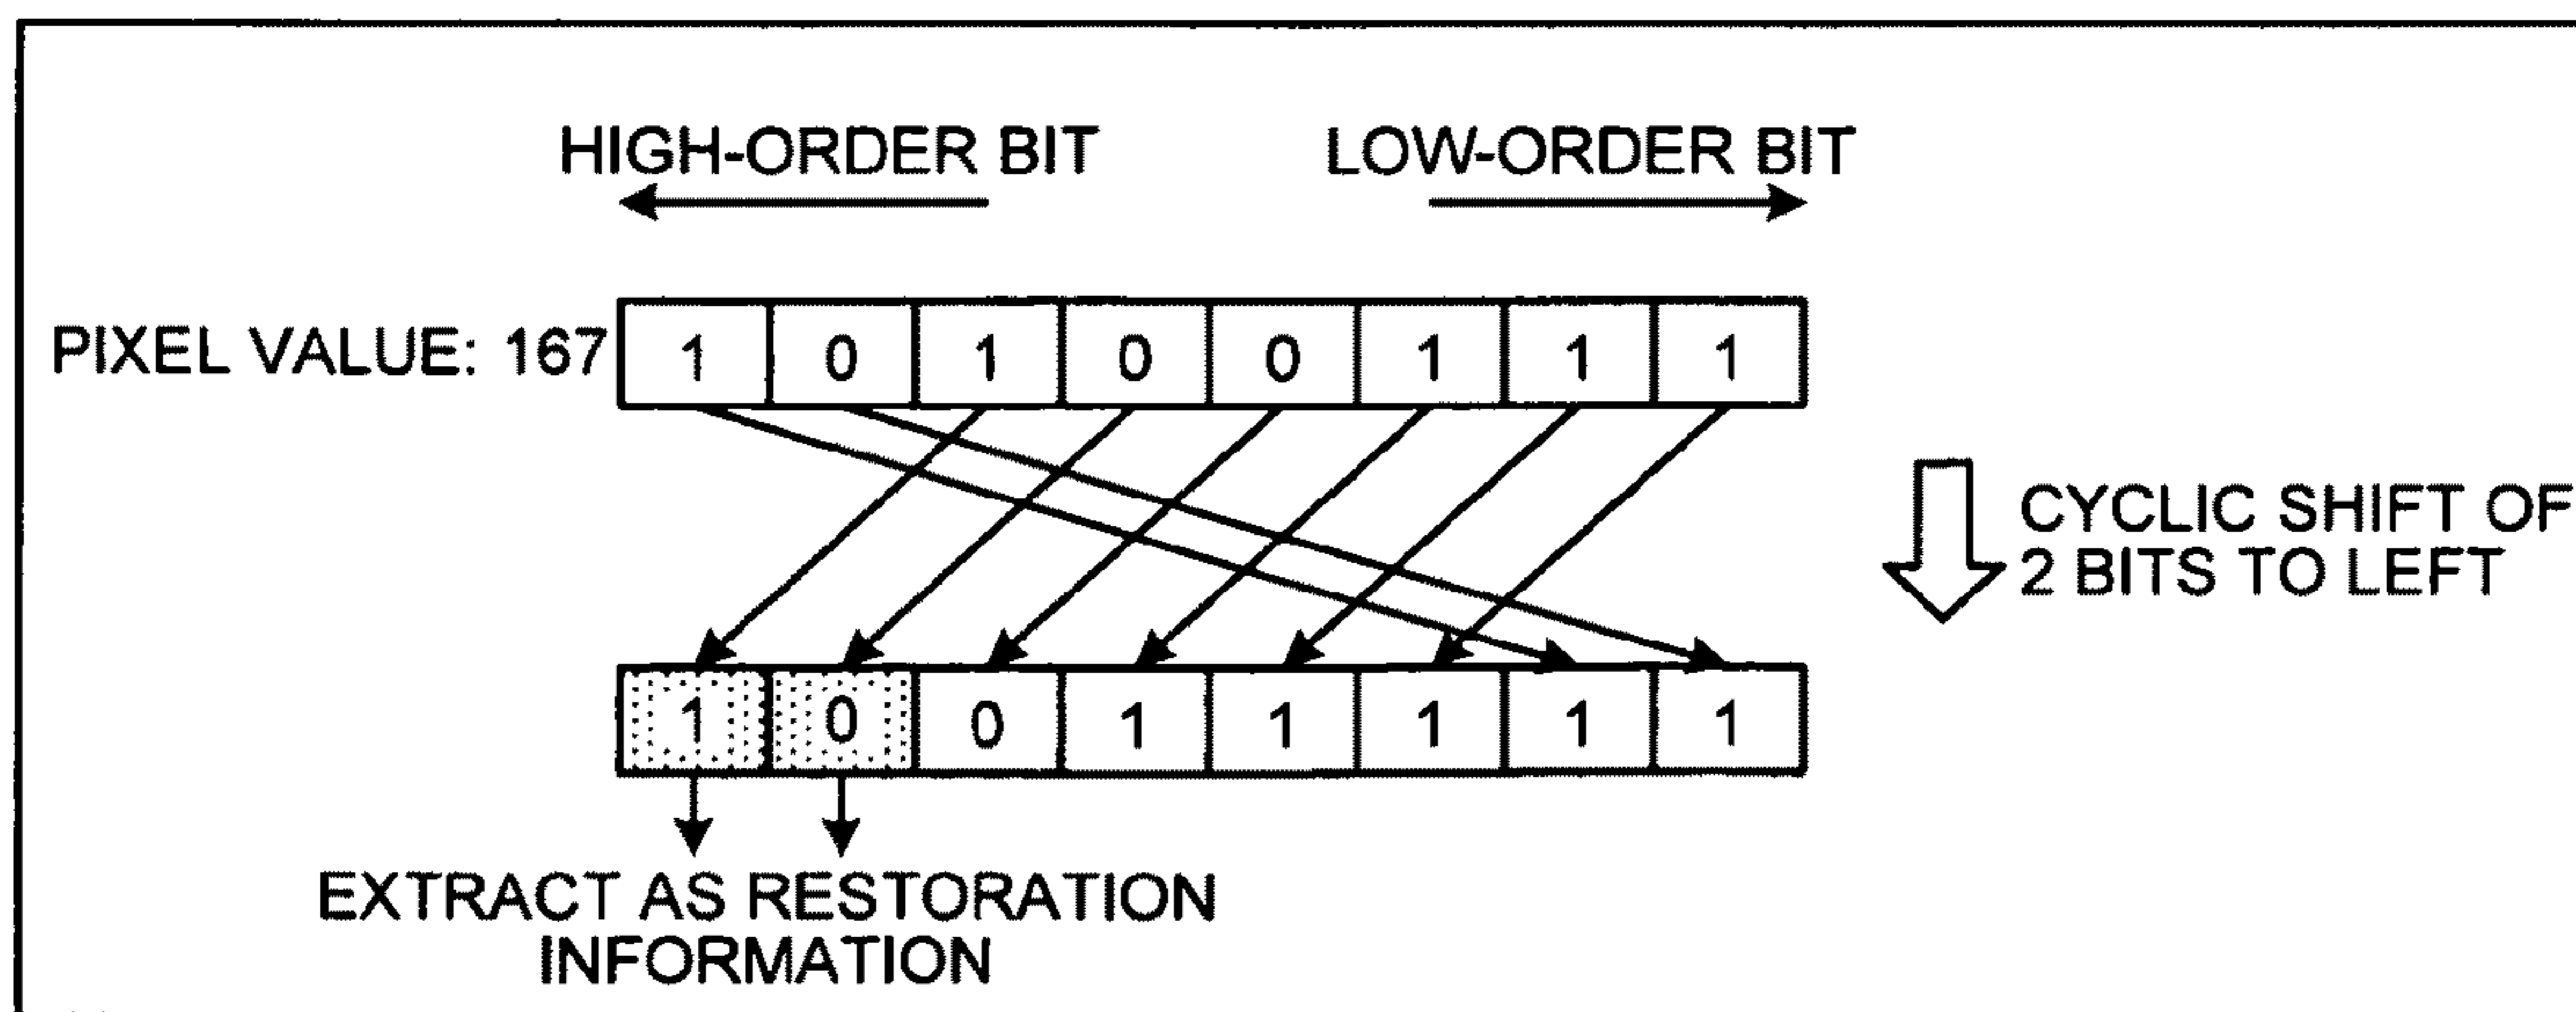 HIGH-ORDER BIT LOW-ORDER BIT
PIXEL VALUE: 167 1 0 1 0 0 1 1 1
CYCLIC SHIFT OF
2 BITS TO LEFT
1 0 0 1 1 1 1 1
EXTRACT AS RESTORATION
INFORMATION